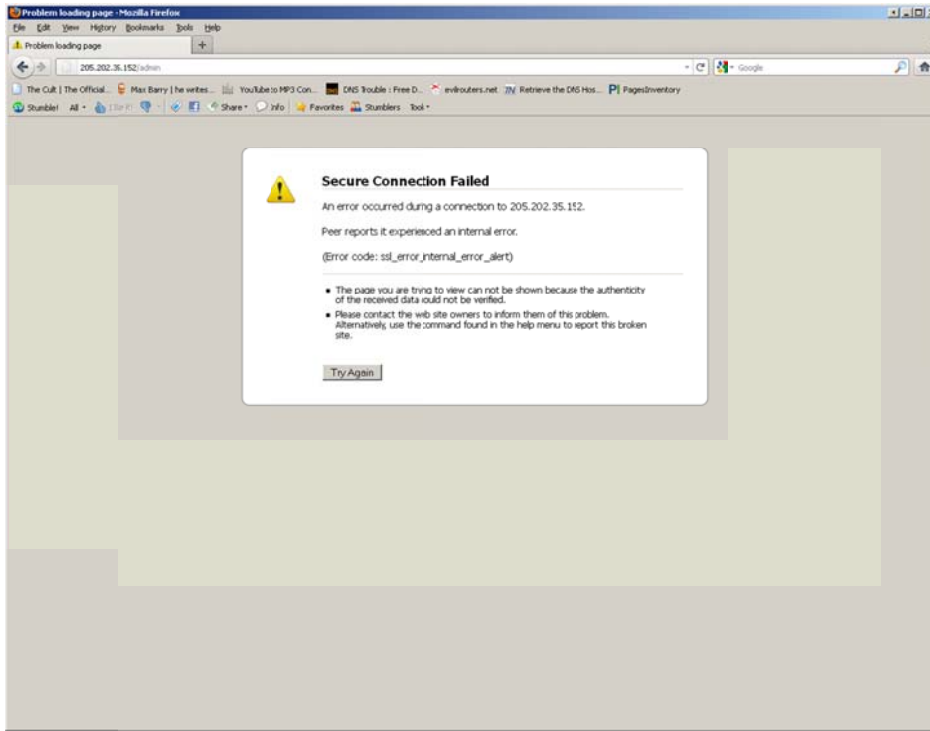 Problem loading page - Mozilla Firefox
File Edit View History Bookmarks Tools Help
Problem loading page +
205.202.35.152/admin
Google
The Cult | The Official... Max Barry | he writes... YouTube to MP3 Con... DNS Trouble : Free D... evilrouters.net Retrieve the DNS Hos... PagesInventory
Stumble! All I like it! Share Info Favorites Stumblers Tool
Secure Connection Failed
An error occurred during a connection to 205.202.35.152.
Peer reports it experienced an internal error.
(Error code: ssl_error_internal_error_alert)
• The page you are trying to view can not be shown because the authenticity
of the received data could not be verified.
• Please contact the web site owners to inform them of this problem.
Alternatively, use the command found in the help menu to report this broken
site.
Try Again